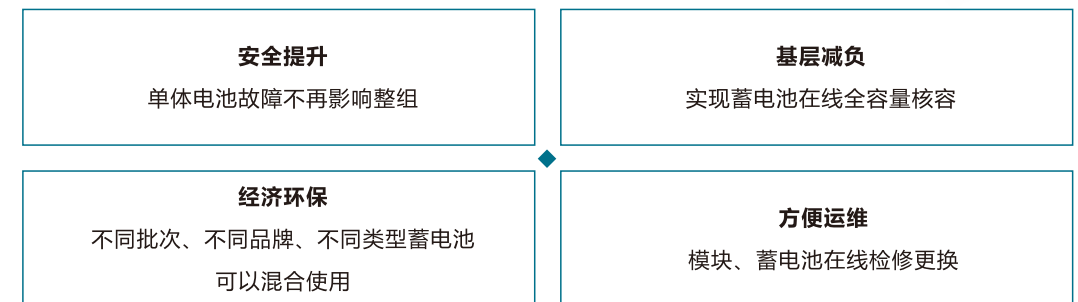 安全提升
单体电池故障不再影响整组
基层减负
实现蓄电池在线全容量核容
经济环保
不同批次、不同品牌、不同类型蓄电池
可以混合使用
方便运维
模块、蓄电池在线检修更换